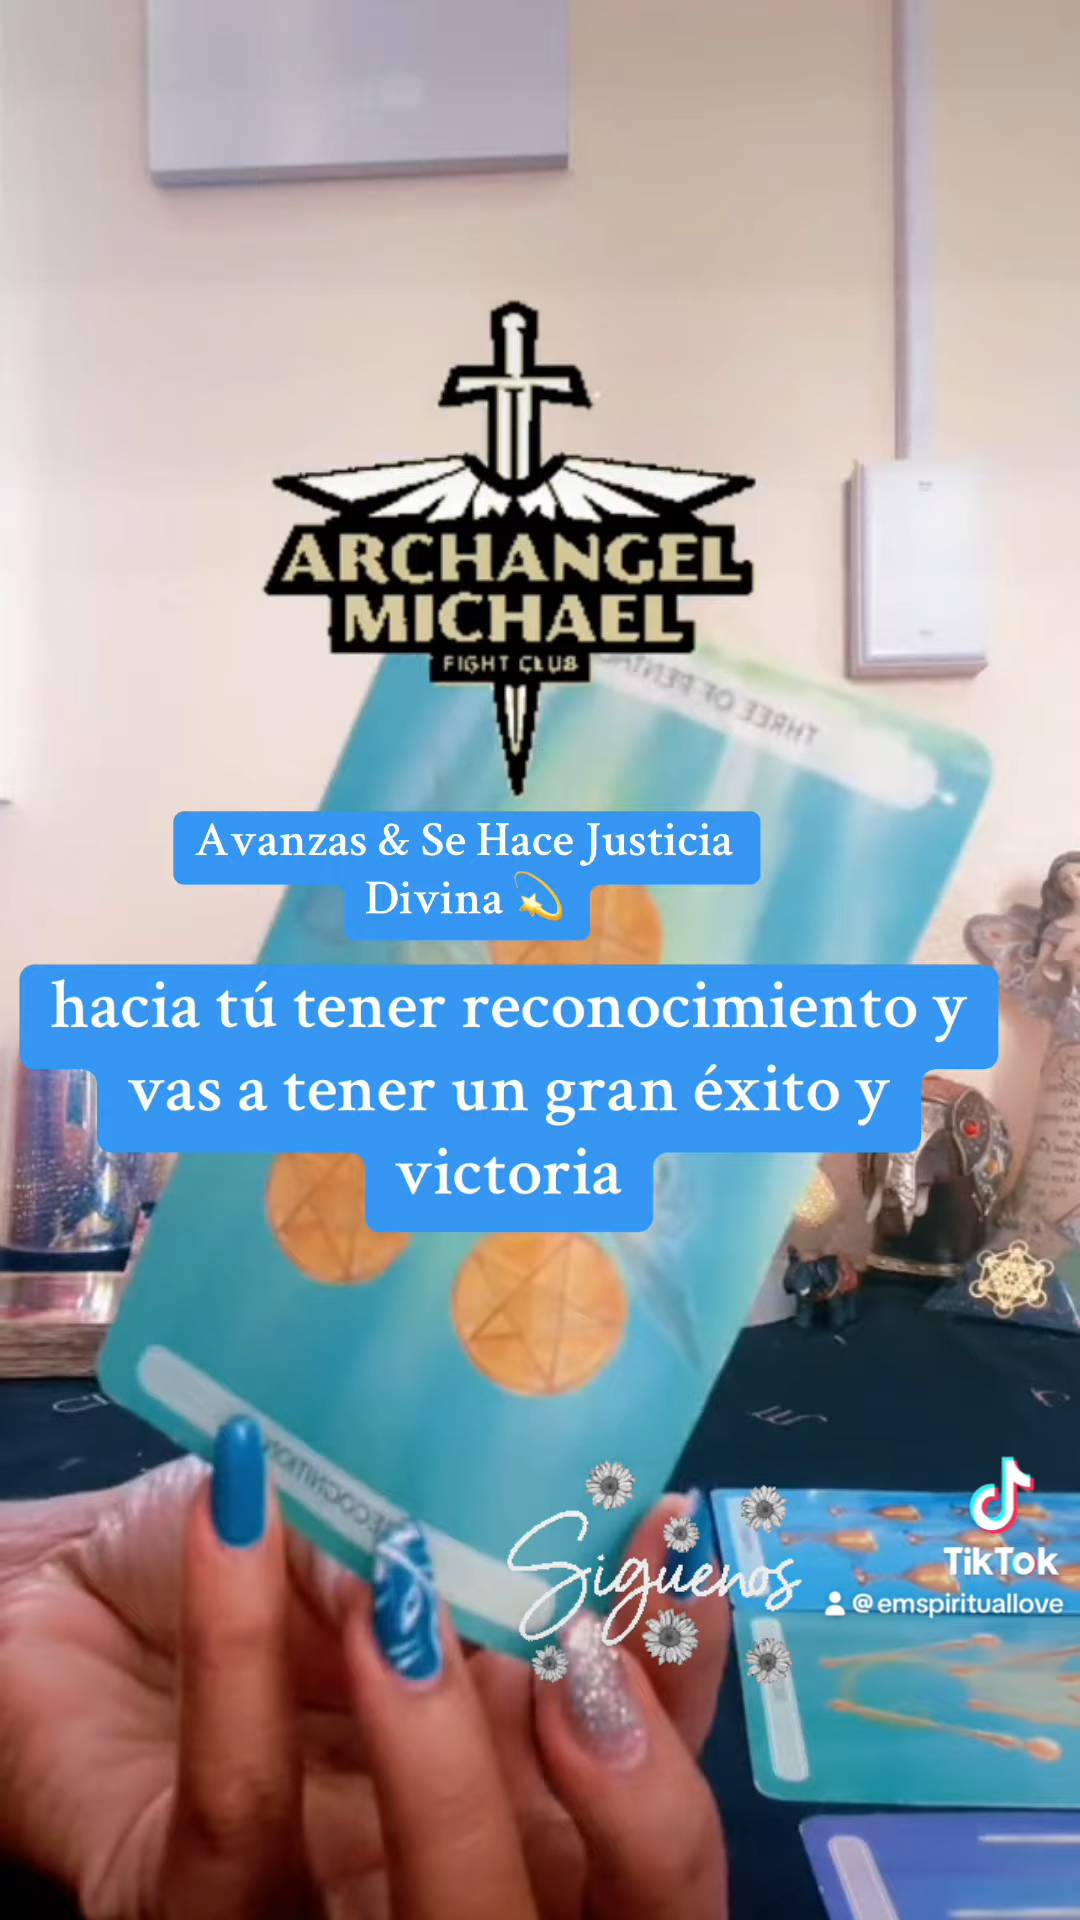 ARCHANGEL
MICHAEL
FIGHT CLUB
THREE OF PENTAC
Avanzas & Se Hace Justicia
Divina 💫
hacia tú tener reconocimiento y
vas a tener un gran éxito y
victoria
Siguenos
TikTok
@emspirituallove